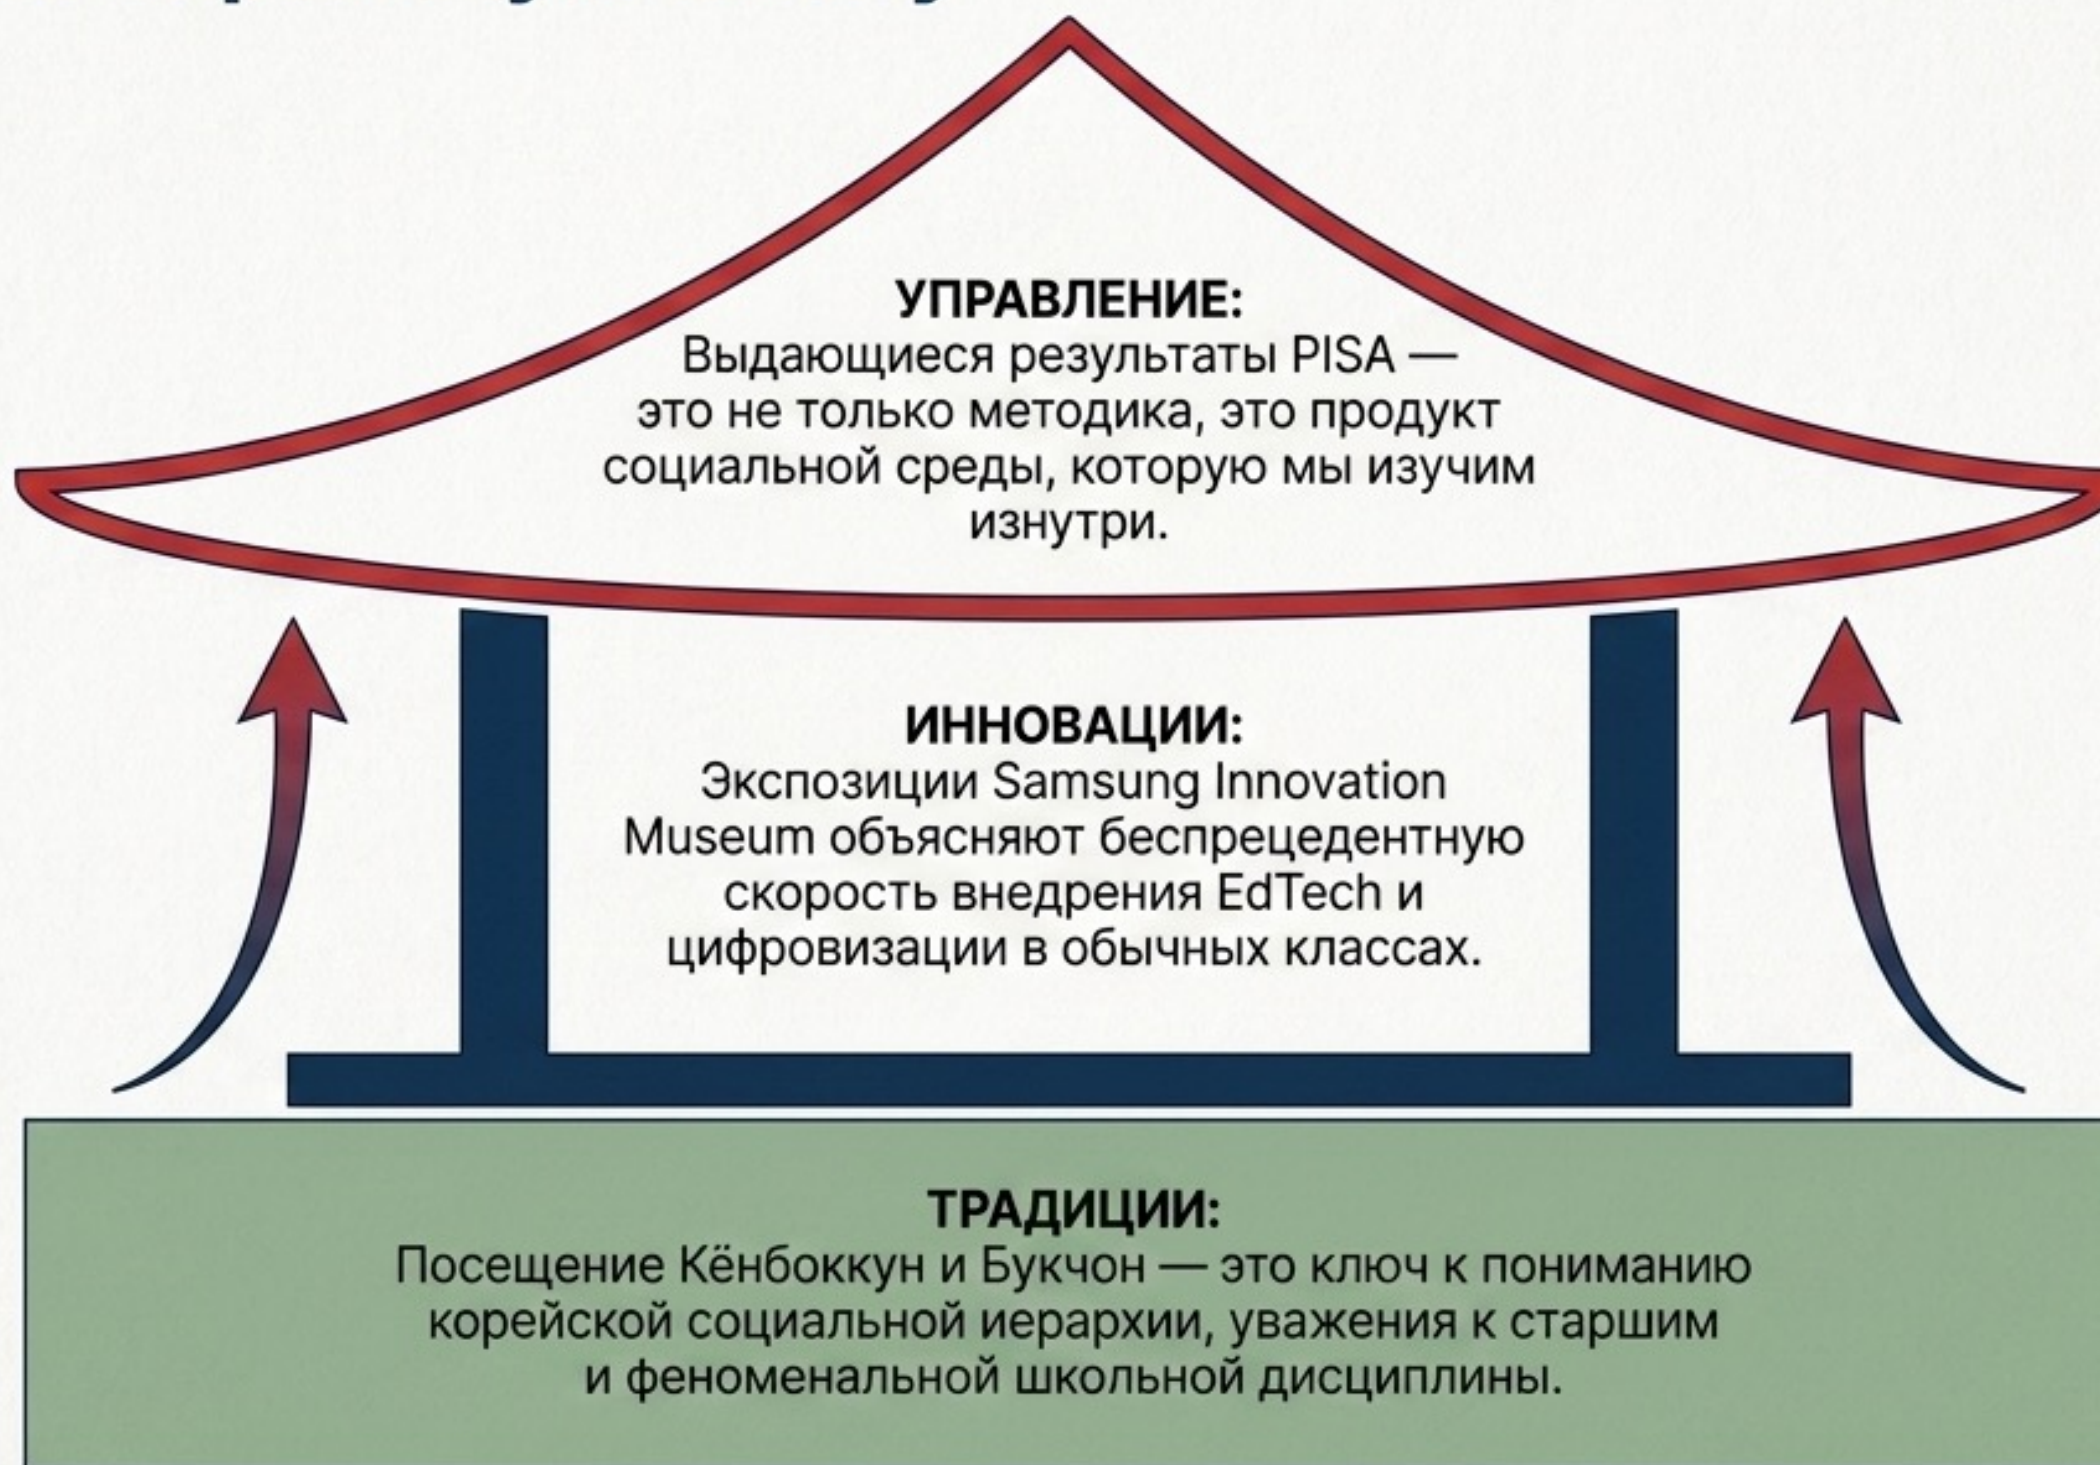 УПРАВЛЕНИЕ:
Выдающиеся результаты PISA —
это не только методика, это продукт
социальной среды, которую мы изучим
изнутри.
ИННОВАЦИИ:
Экспозиции Samsung Innovation
Museum объясняют беспрецедентную
скорость внедрения EdTech и
цифровизации в обычных классах.
ТРАДИЦИИ:
Посещение Кёнбоккун и Букчон — это ключ к пониманию
корейской социальной иерархии, уважения к старшим
и феноменальной школьной дисциплины.